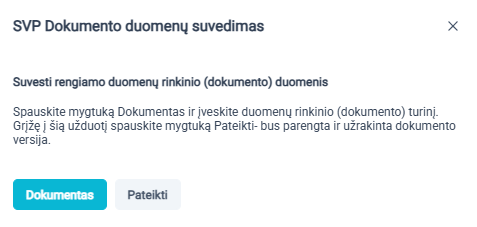 SVP Dokumento duomenų suvedimas
Suvesti rengiamo duomenų rinkinio (dokumento) duomenis
Spauskite mygtuką Dokumentas ir įveskite duomenų rinkinio (dokumento) turinį.
Grįžę į šią užduotį spauskite mygtuką Pateikti- bus parengta ir užrakinta dokumento
versija.
Dokumentas
Pateikti